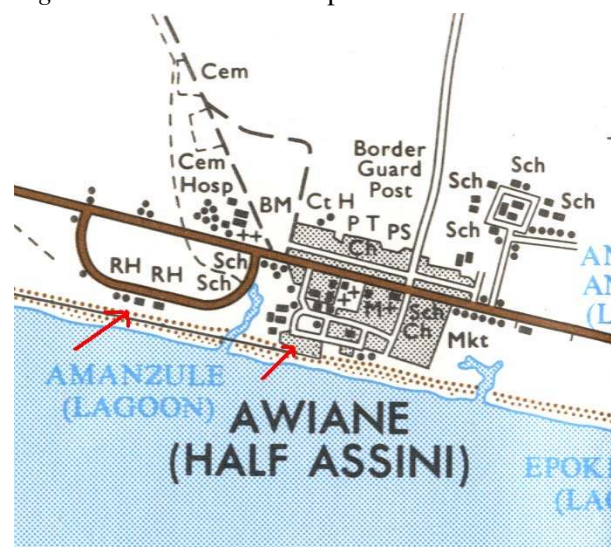 Cem
Cem
Hosp
BM
Ct H
Border
Guard
Post
P T PS
Ch
Sch
Sch
Sch
Sch
RH RH
Sch
Sch
M
Sch
Ch
Mkt
AMANZULE
(LAGOON)
AWIANE
(HALF ASSINI)